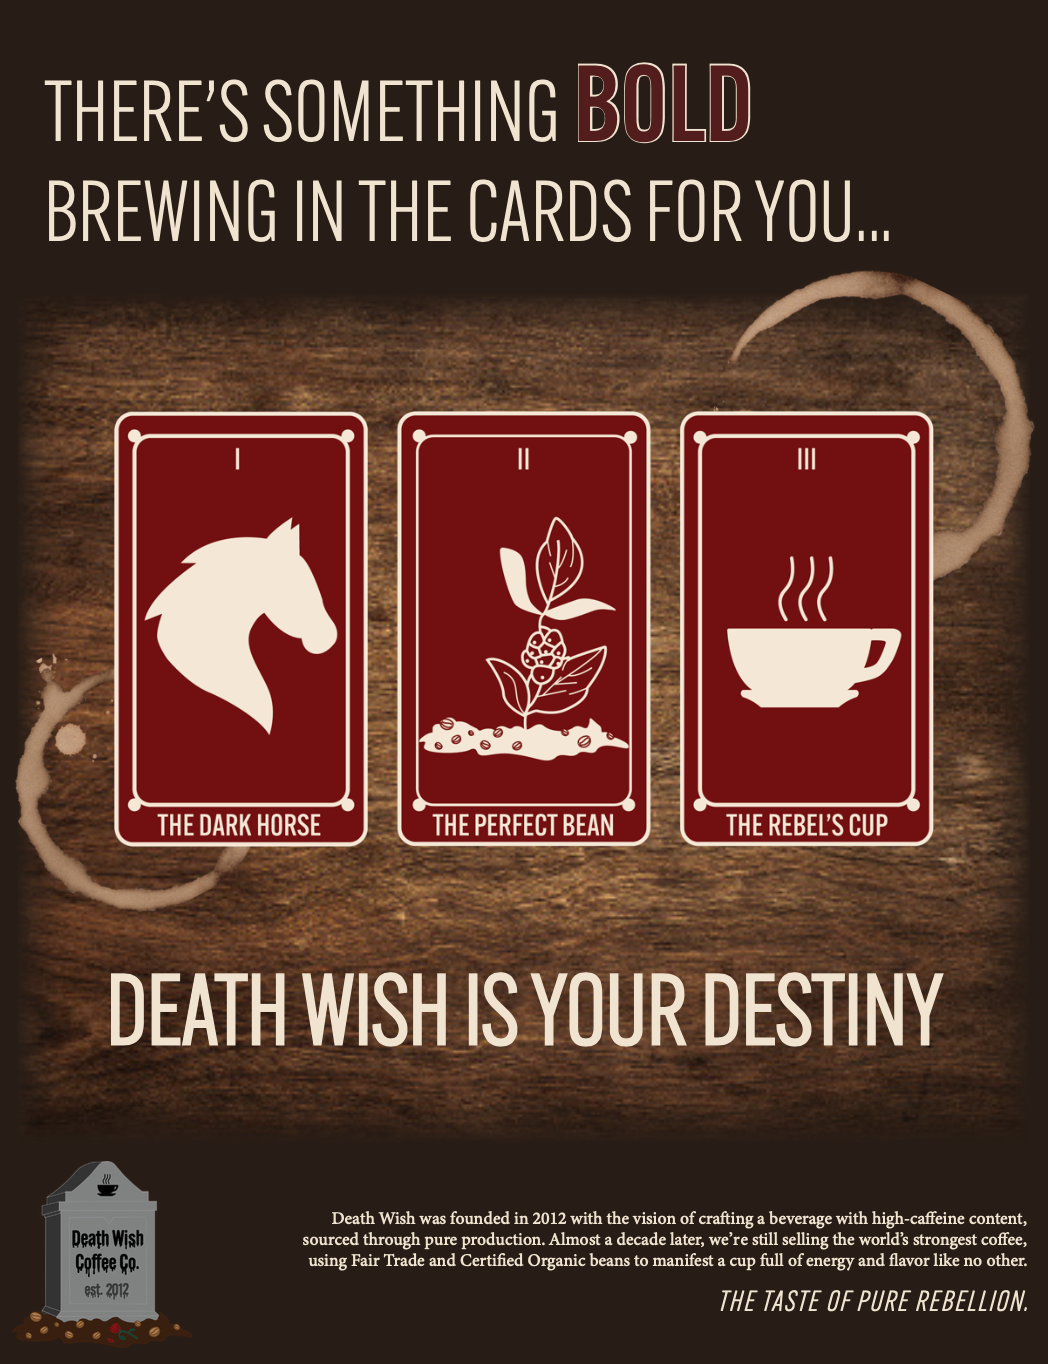 THERE'S SOMETHING BOLD
BREWING IN THE CARDS FOR YOU...
I
II
III
THE DARK HORSE
THE PERFECT BEAN
THE REBEL'S CUP
DEATH WISH IS YOUR DESTINY
Death Wish
Coffee Co.
est. 2012
Death Wish was founded in 2012 with the vision of crafting a beverage with high-caffeine content,
sourced through pure production. Almost a decade later, we're still selling the world's strongest coffee,
using Fair Trade and Certified Organic beans to manifest a cup full of energy and flavor like no other.
THE TASTE OF PURE REBELLION.